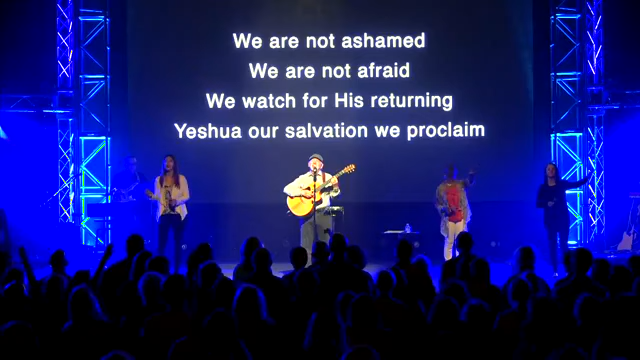 We are not ashamed
We are not afraid
We watch for His returning
Yeshua our salvation we proclaim